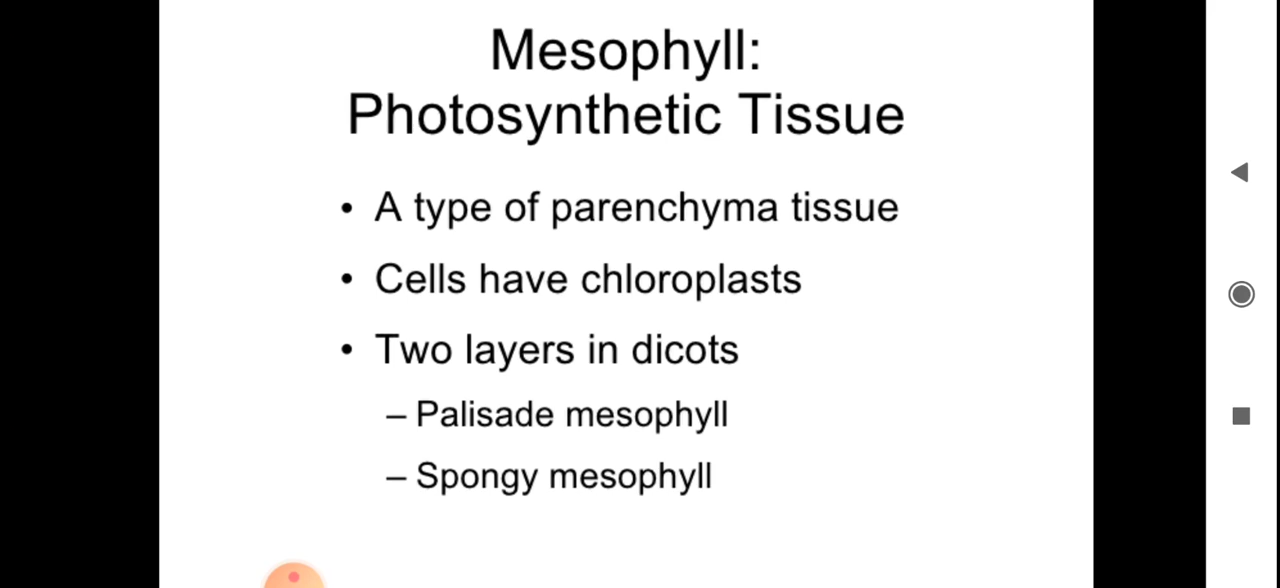 Mesophyll:
Photosynthetic Tissue
• A type of parenchyma tissue
• Cells have chloroplasts
• Two layers in dicots
– Palisade mesophyll
– Spongy mesophyll